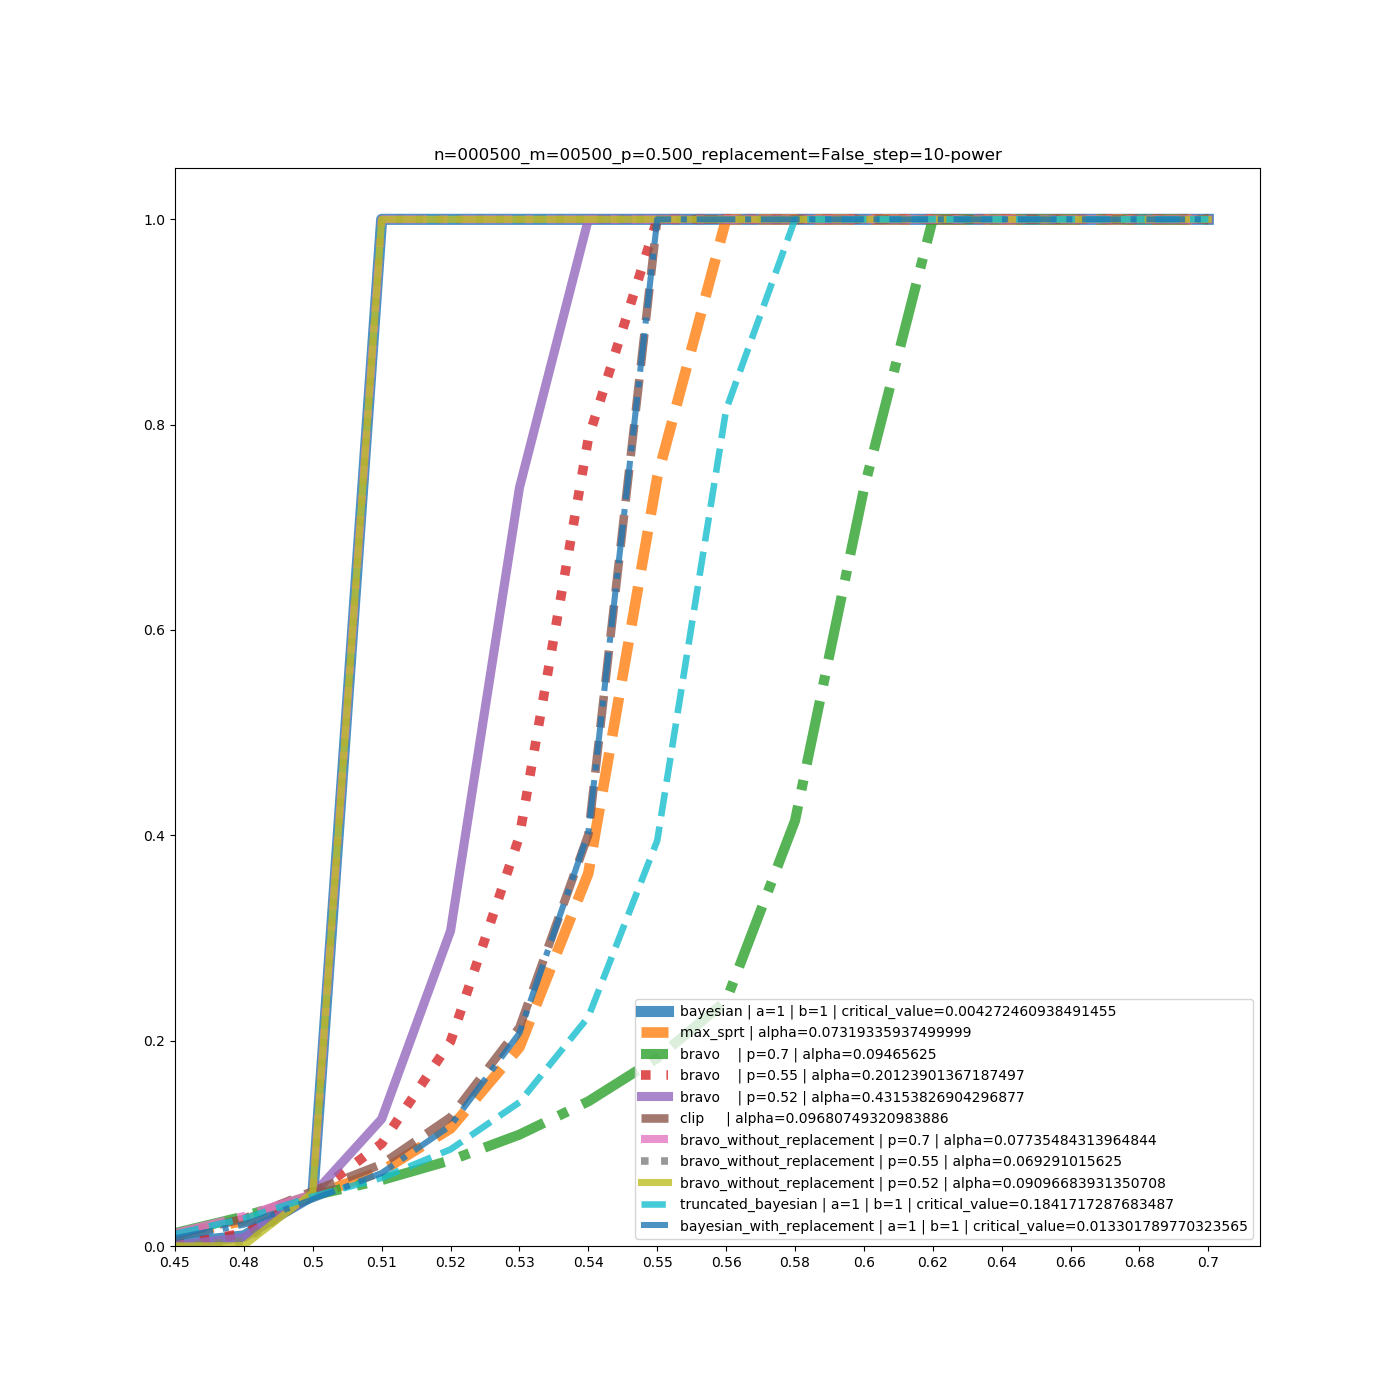 n=000500_m=00500_p=0.500_replacement=False_step=10-power
1.0
0.8
0.6
0.4
0.2
0.0
0.45 0.48 0.5 0.51 0.52 0.53 0.54 0.55 0.56 0.58 0.6 0.62 0.64 0.66 0.68 0.7
bayesian | a=1 | b=1 | critical_value=0.004272460938491455
max_sprt | alpha=0.07319335937499999
bravo | p=0.7 | alpha=0.09465625
bravo | p=0.55 | alpha=0.20123901367187497
bravo | p=0.52 | alpha=0.43153826904296877
clip | alpha=0.09680749320983886
bravo_without_replacement | p=0.7 | alpha=0.07735484313964844
bravo_without_replacement | p=0.55 | alpha=0.069291015625
bravo_without_replacement | p=0.52 | alpha=0.09096683931350708
truncated_bayesian | a=1 | b=1 | critical_value=0.1841717287683487
bayesian_with_replacement | a=1 | b=1 | critical_value=0.013301789770323565